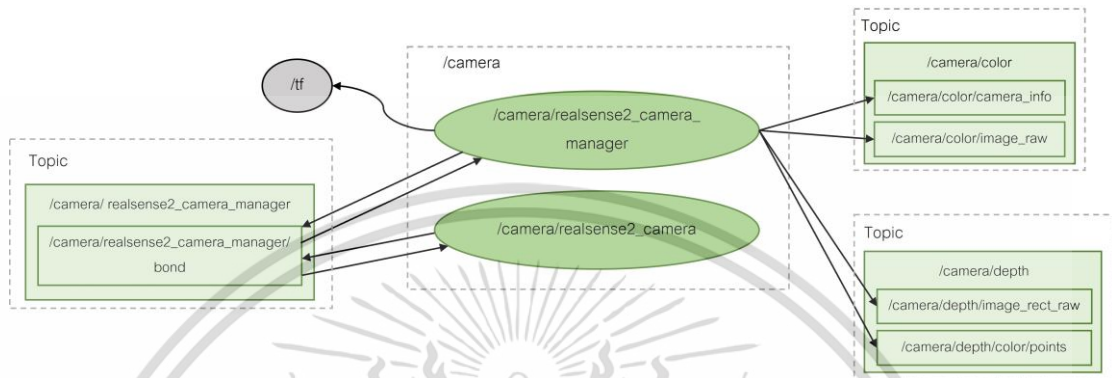 /tf
Topic
/camera/ realsense2_camera_manager
/camera/realsense2_camera_manager/
bond
/camera
/camera/realsense2_camera_
manager
/camera/realsense2_camera
Topic
/camera/color
/camera/color/camera_info
/camera/color/image_raw
Topic
/camera/depth
/camera/depth/image_rect_raw
/camera/depth/color/points